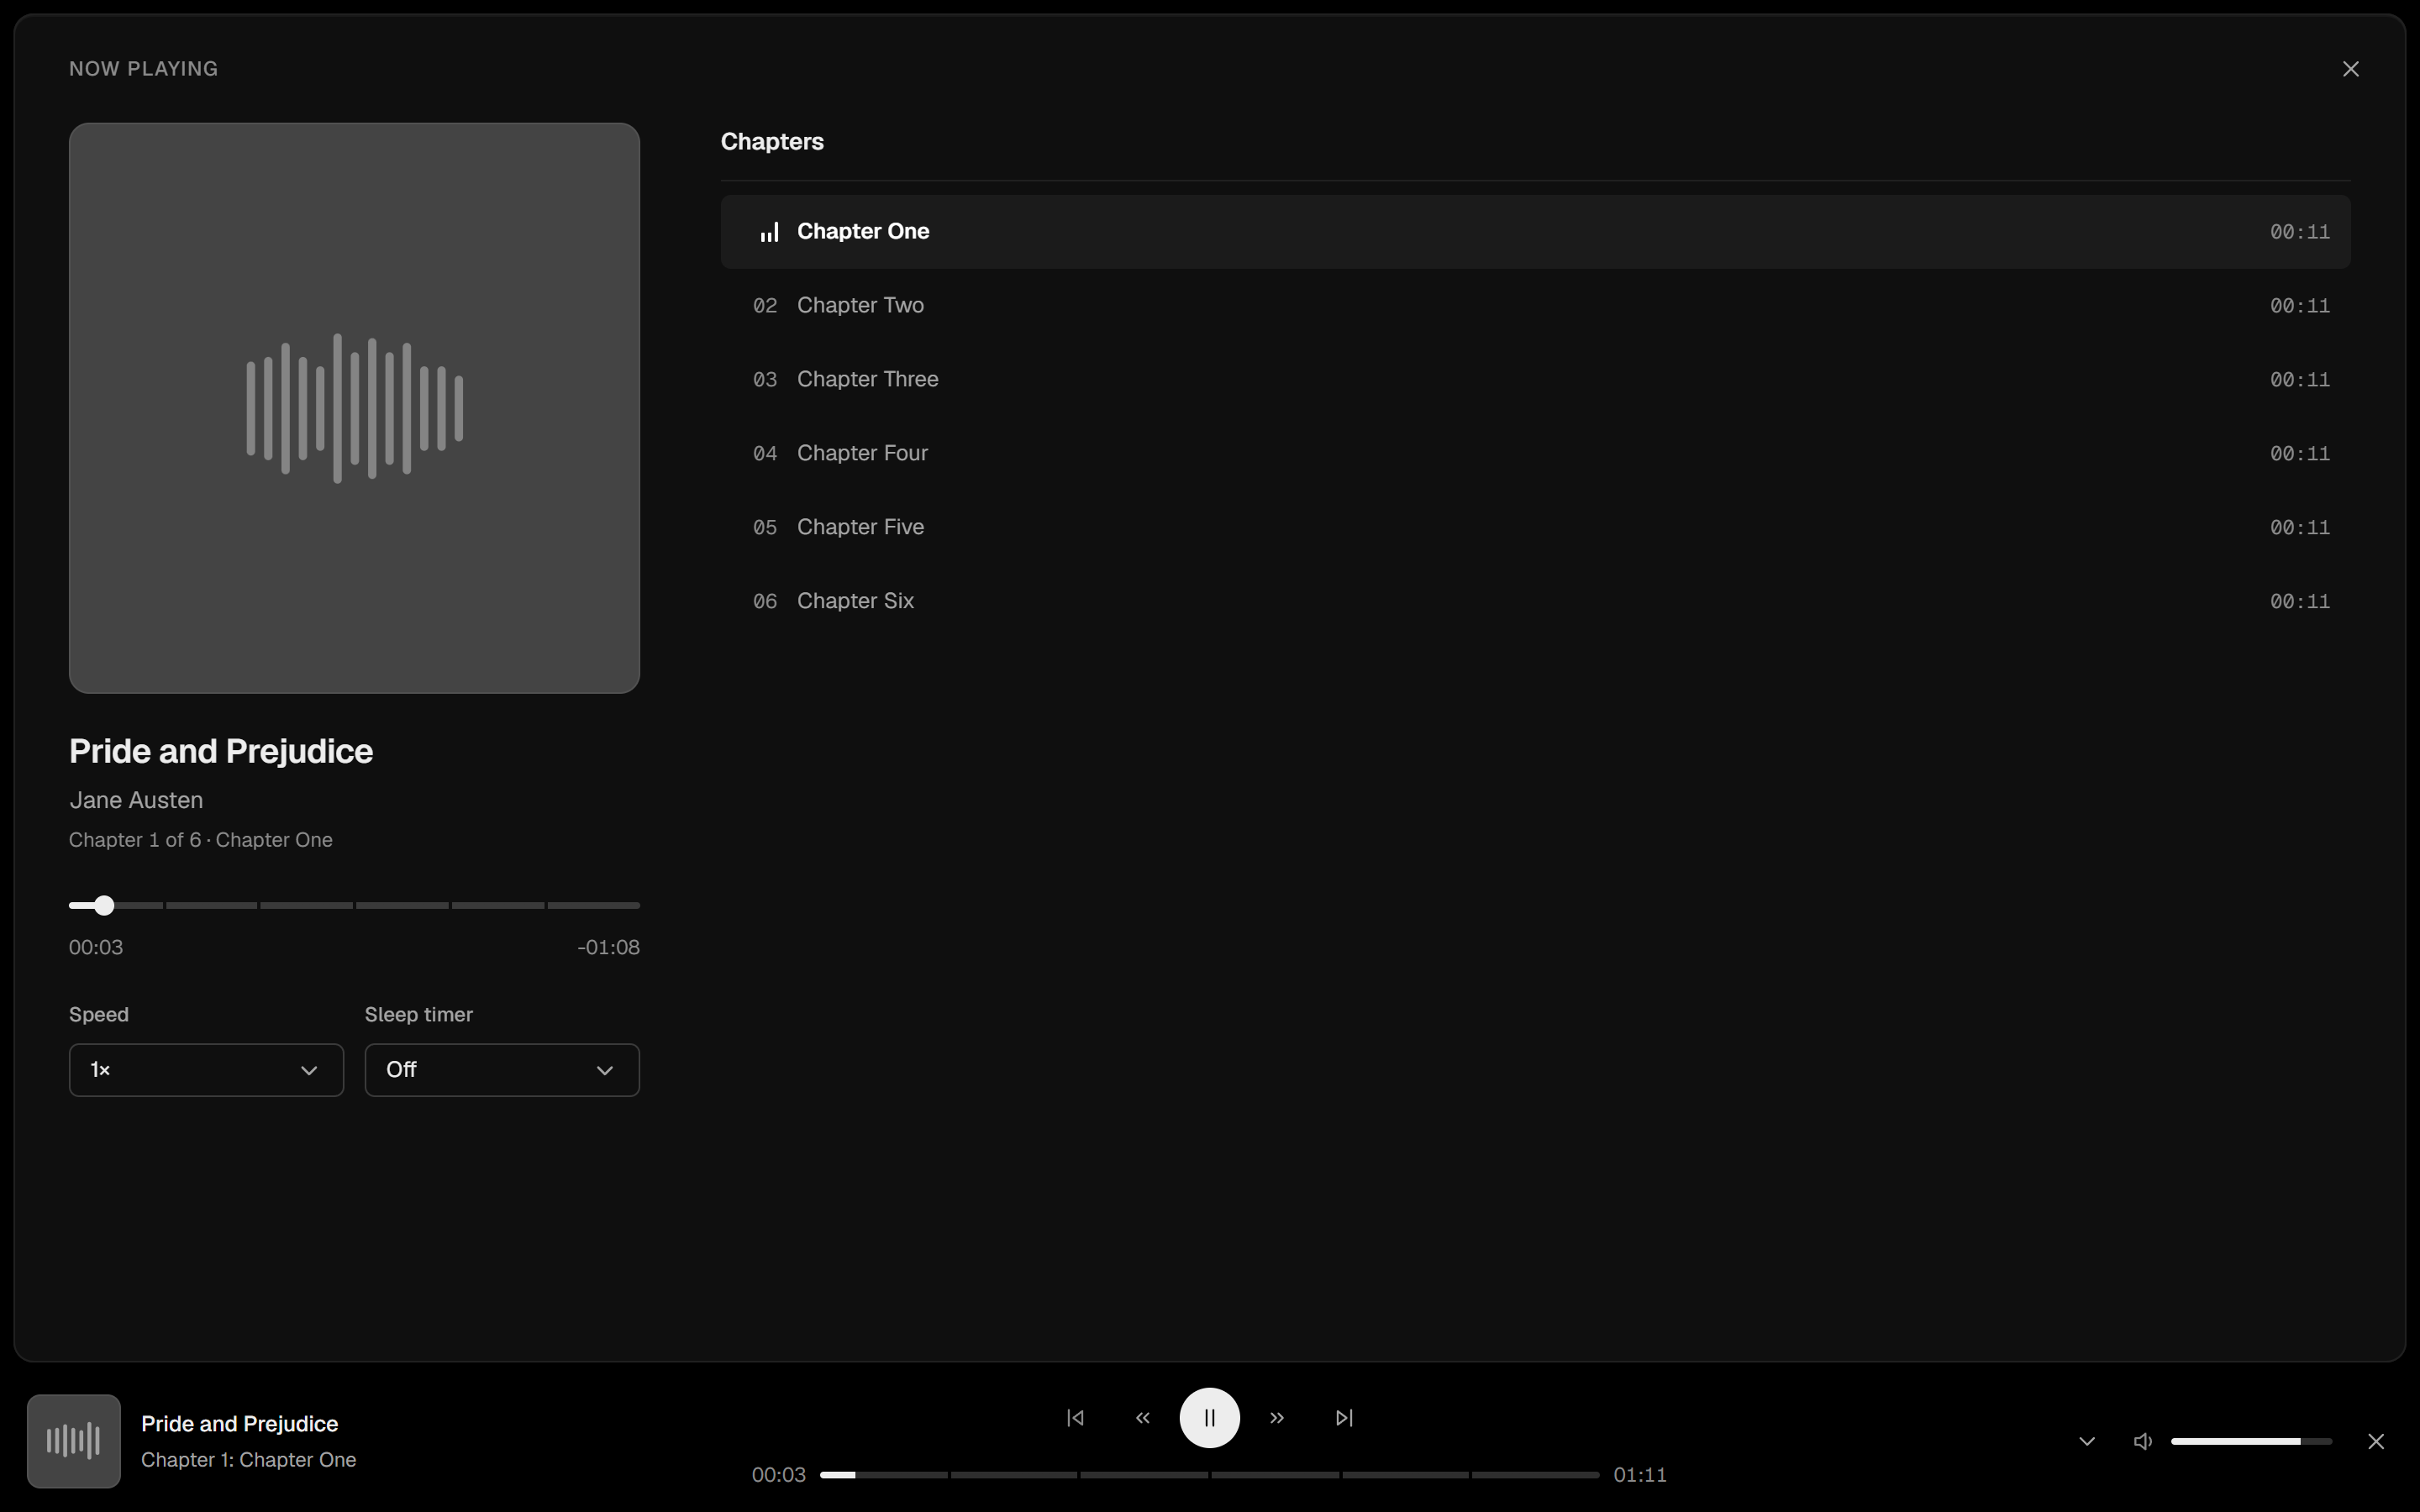 NOW PLAYING
Chapters
Chapter One 00:11
02 Chapter Two 00:11
03 Chapter Three 00:11
04 Chapter Four 00:11
05 Chapter Five 00:11
06 Chapter Six 00:11
Pride and Prejudice
Jane Austen
Chapter 1 of 6 · Chapter One
00:03 -01:08
Speed Sleep timer
1× Off
Pride and Prejudice
Chapter 1: Chapter One
00:03 01:11